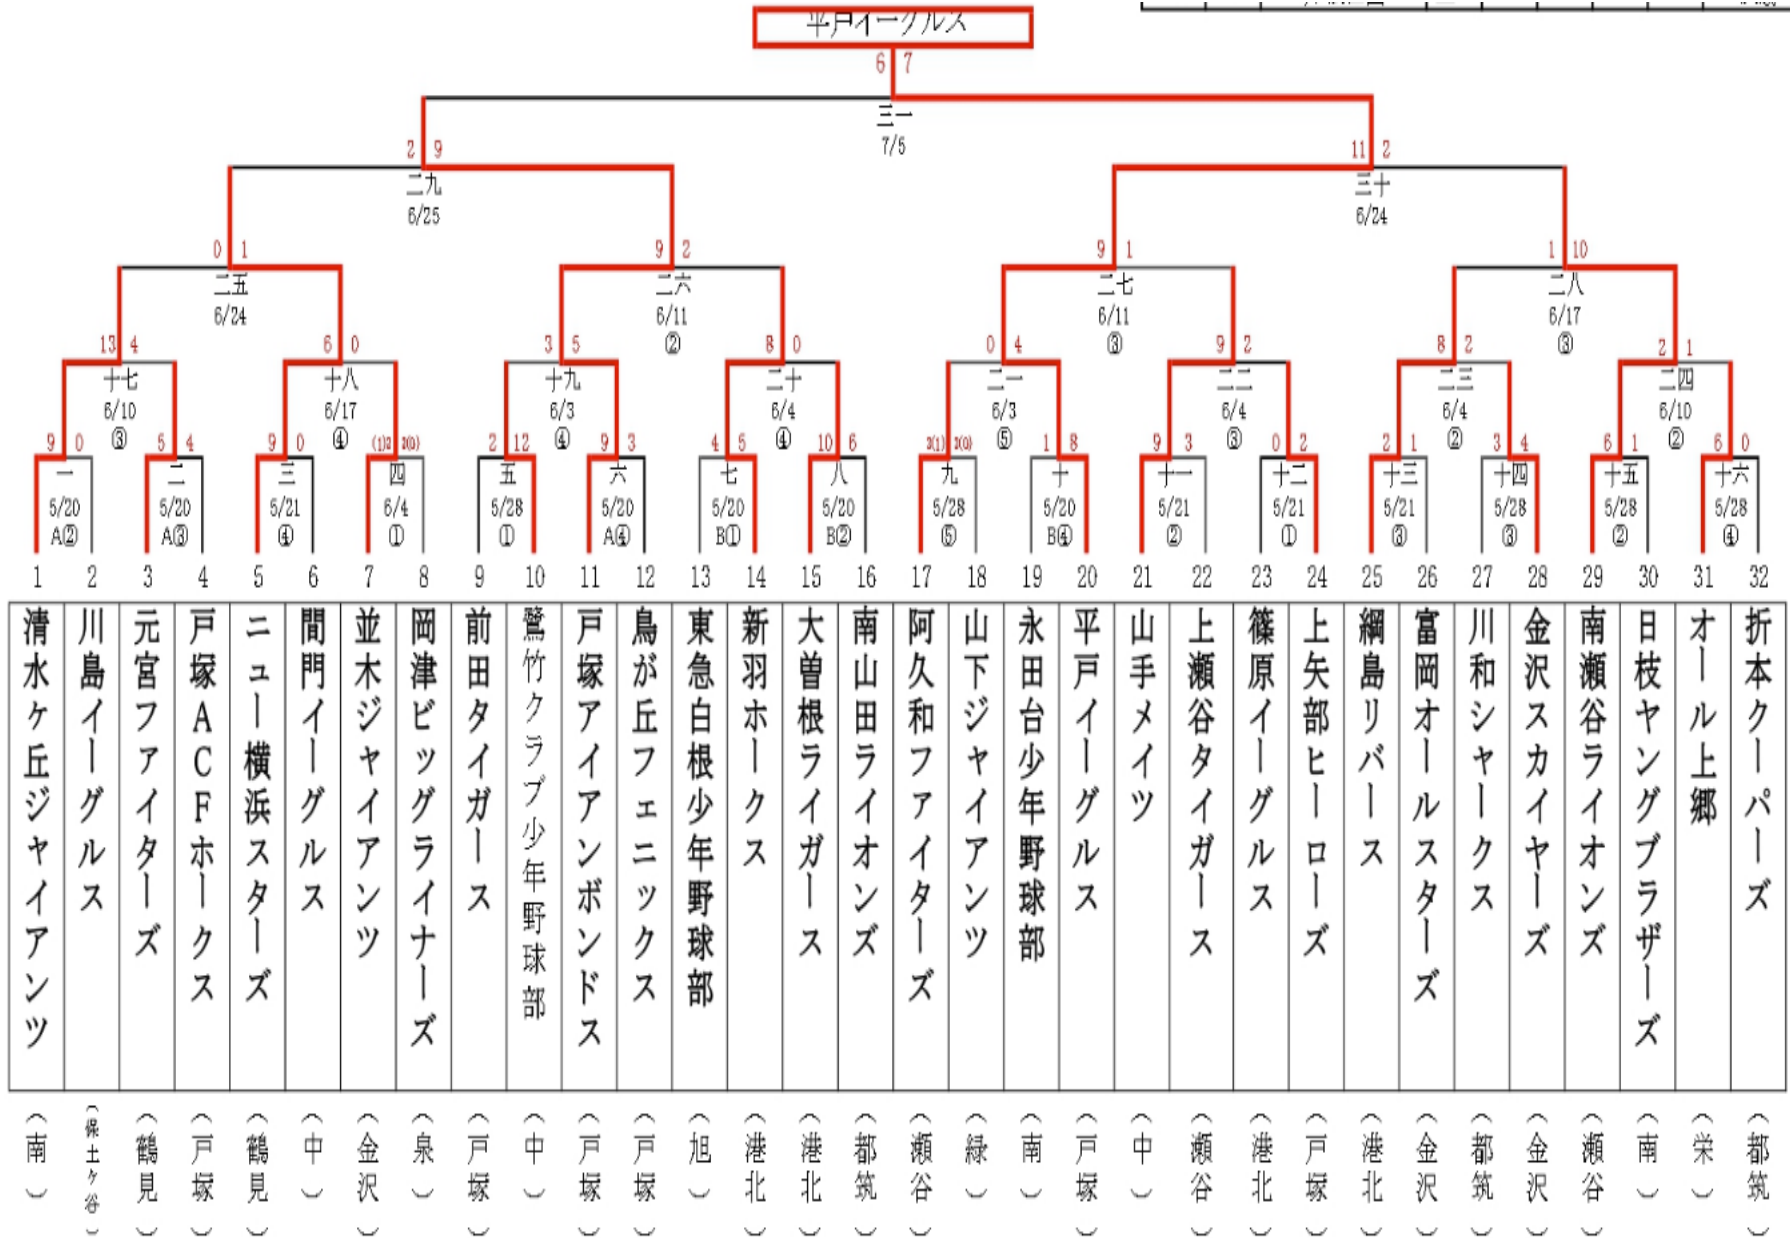 平戸イーグルス
6 7
三一
7/5
2 9
11 2
二九
三十
6/25
6/24
0 1
9 2
9 1
1 10
二五
二六
二七
二八
6/24
6/11
6/11
6/17
②
③
③
13 4
6 0
3 5
8 0
0 4
9 2
8 2
2 1
十七
十八
十九
二十
二一
二二
二三
二四
6/10
6/17
6/3
6/4
6/3
6/4
6/4
6/10
③
④
④
④
⑤
③
②
②
9 0
5 4
9 0
2 12
9 3
4 5
10 6
1 8
9 3
0 2
2 1
3 4
6 1
6 0
一
二
三
四
五
六
七
八
九
十
十一
十二
十三
十四
十五
十六
5/20
5/20
5/21
6/4
5/28
5/20
5/20
5/20
5/28
5/20
5/21
5/21
5/21
5/28
5/28
5/28
A②
A③
④
①
①
A④
B①
B②
⑤
B④
②
①
③
③
②
④
1 2 3 4 5 6 7 8 9 10 11 12 13 14 15 16 17 18 19 20 21 22 23 24 25 26 27 28 29 30 31 32
清水ヶ丘ジャイアンツ
川島イーグルス
元宮ファイターズ
戸塚ACFホークス
ニュー横浜スターズ
間門イーグルス
並木ジャイアンツ
岡津ビッグライナーズ
前田タイガース
鷺竹クラブ少年野球部
戸塚アイアンボンドス
鳥が丘フェニックス
東急白根少年野球部
新羽ホークス
大曽根ライガース
南山田ライオンズ
阿久和ファイターズ
山下ジャイアンツ
永田台少年野球部
平戸イーグルス
山手メイツ
上瀬谷タイガース
篠原イーグルス
上矢部ヒーローズ
綱島リバース
富岡オールスターズ
川和シャークス
金沢スカイヤーズ
南瀬谷ライオンズ
日枝ヤングブラザーズ
オール上郷
折本クーパーズ
(南)
(保土ヶ谷)
(鶴見)
(戸塚)
(鶴見)
(中)
(金沢)
(泉)
(戸塚)
(中)
(戸塚)
(戸塚)
(旭)
(港北)
(港北)
(都筑)
(瀬谷)
(緑)
(南)
(戸塚)
(中)
(瀬谷)
(港北)
(戸塚)
(港北)
(金沢)
(都筑)
(金沢)
(瀬谷)
(南)
(栄)
(都筑)